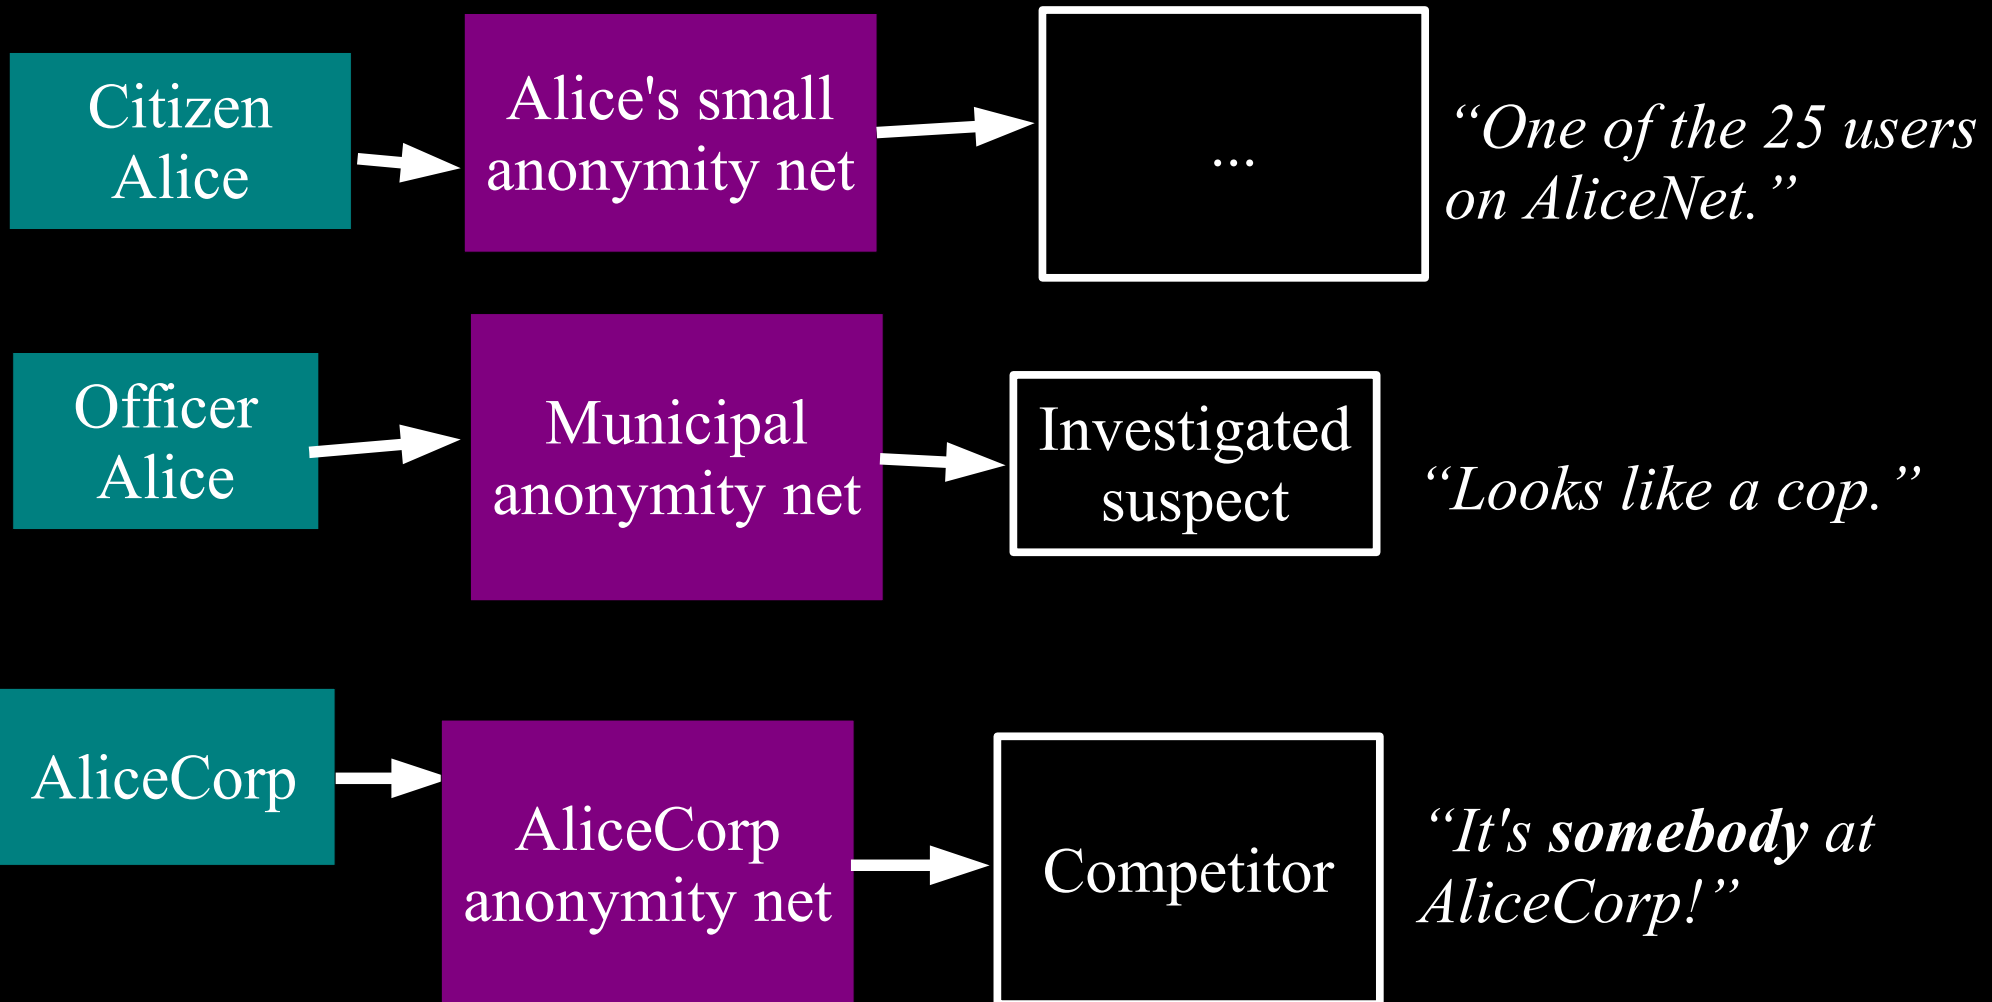 Citizen
Alice
Alice's small
anonymity net
...
“One of the 25 users
on AliceNet.”
Officer
Alice
Municipal
anonymity net
Investigated
suspect
“Looks like a cop.”
AliceCorp
AliceCorp
anonymity net
Competitor
“It's somebody at
AliceCorp!”